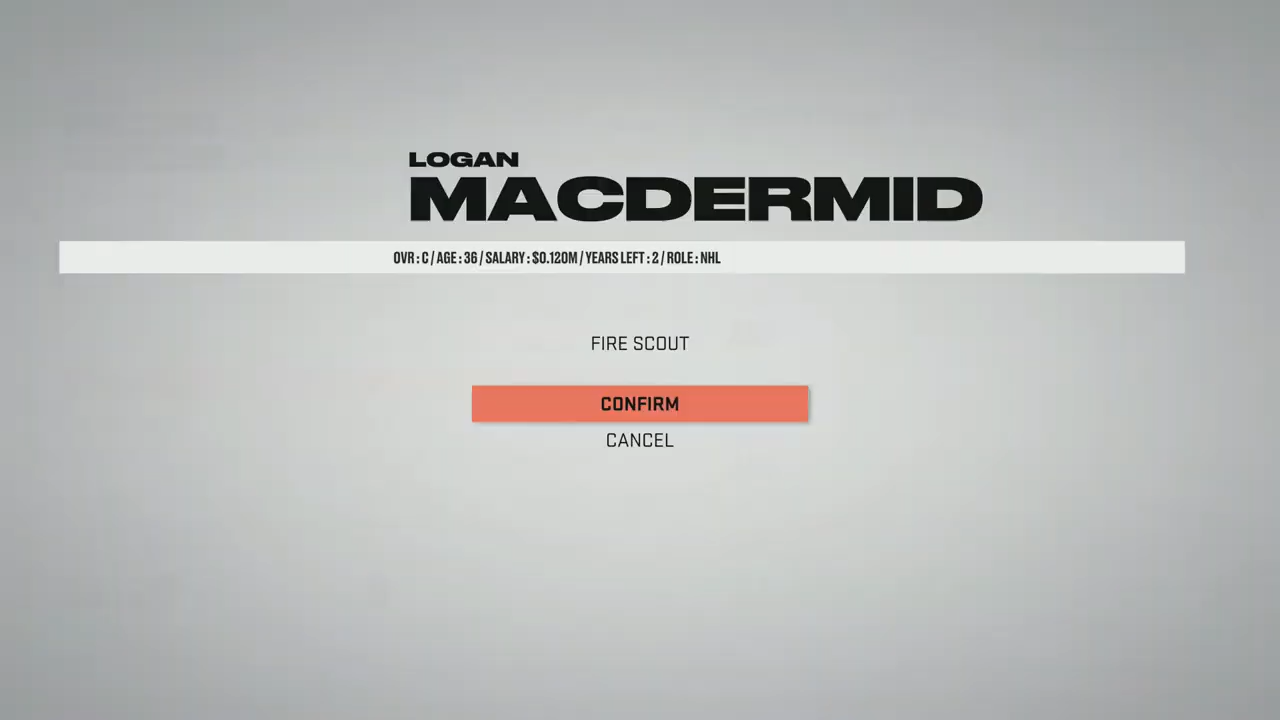 LOGAN
MACDERMID
OVR : C / AGE : 36 / SALARY : $0.120M / YEARS LEFT : 2 / ROLE : NHL
FIRE SCOUT
CONFIRM
CANCEL